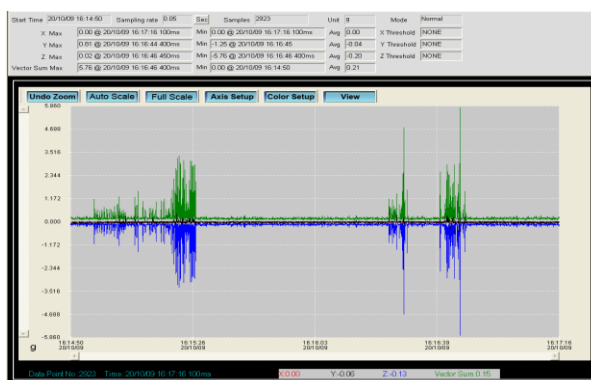 Start Time 20/10/09 16:14:50 Sampling rate 0.05 Sec Samples 2923 Unit g Mode Normal
X Max 0.00 @ 20/10/09 16:17:16 100ms Min 0.00 @ 20/10/09 16:17:16 100ms Avg 0.00 X Threshold NONE
Y Max 0.81 @ 20/10/09 16:16:44 400ms Min -1.25 @ 20/10/09 16:16:45 Avg -0.04 Y Threshold NONE
Z Max 0.02 @ 20/10/09 16:16:46 450ms Min -5.76 @ 20/10/09 16:16:46 400ms Avg -0.20 Z Threshold NONE
Vector Sum Max 5.76 @ 20/10/09 16:16:46 400ms Min 0.00 @ 20/10/09 16:14:50 Avg 0.21
Undo Zoom Auto Scale Full Scale Axis Setup Color Setup View
5.860
4.688
3.516
2.344
1.172
0.000
-1.172
-2.344
-3.516
-4.688
-5.860
16:14:50 16:15:26 16:16:03 16:16:39 16:17:16
g 20/10/09 20/10/09 20/10/09 20/10/09 20/10/09
Data Point No :2923 Time: 20/10/09 16:17:16 100ms X:0.00 Y:-0.06 Z:-0.13 Vector Sum 0.15